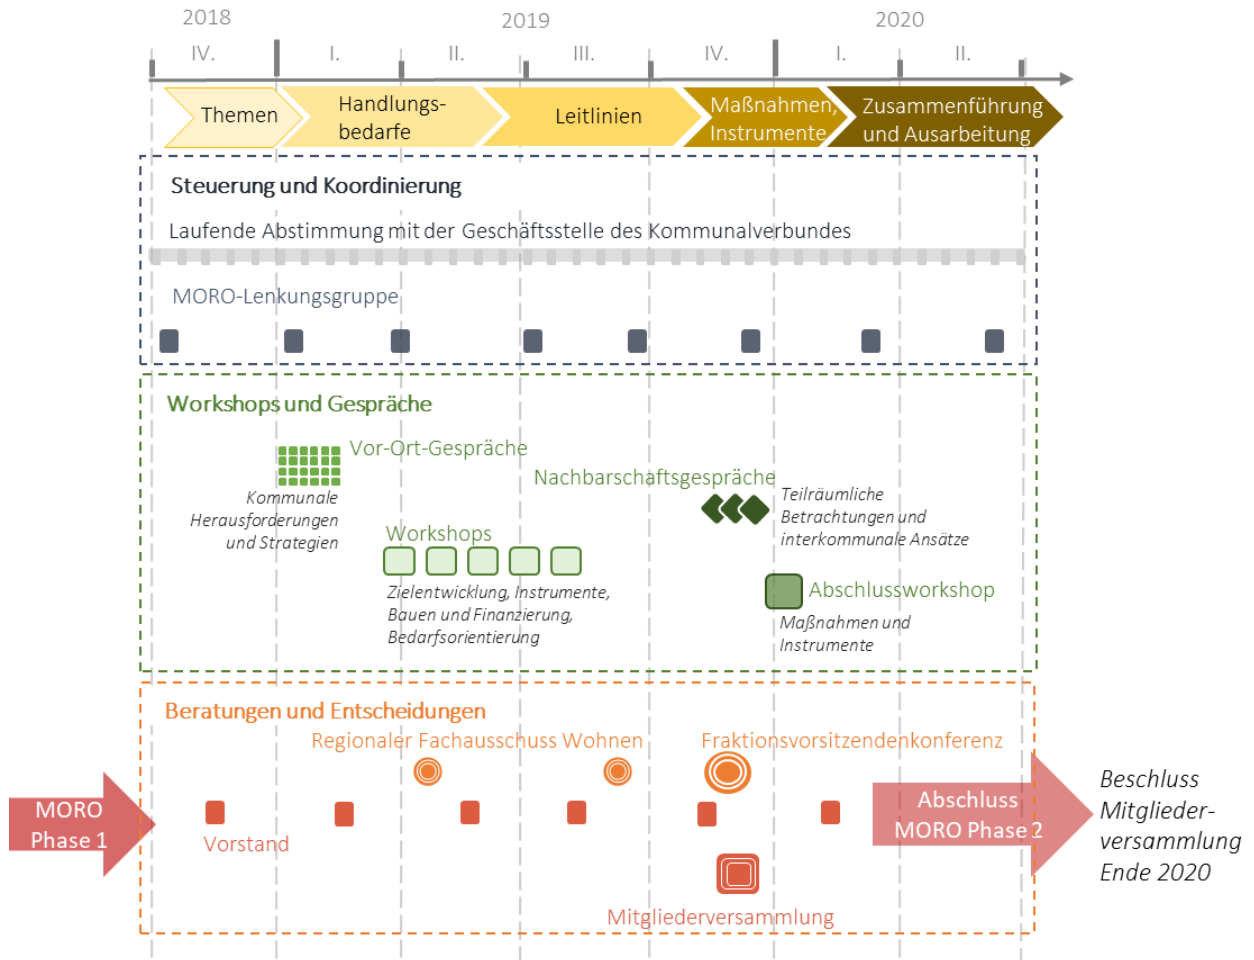 2018
2019
2020
IV.
I.
II.
III.
IV.
I.
II.
Themen
Handlungs-
bedarfe
Leitlinien
Maßnahmen,
Instrumente
Zusammenführung
und Ausarbeitung
Steuerung und Koordinierung
Laufende Abstimmung mit der Geschäftsstelle des Kommunalverbundes
MORO-Lenkungsgruppe
Workshops und Gespräche
Vor-Ort-Gespräche
Kommunale
Herausforderungen
und Strategien
Nachbarschaftsgespräche
Teilräumliche
Betrachtungen und
interkommunale Ansätze
Workshops
Zielentwicklung, Instrumente,
Bauen und Finanzierung,
Bedarfsorientierung
Abschlussworkshop
Maßnahmen und
Instrumente
Beratungen und Entscheidungen
Regionaler Fachausschuss Wohnen
Fraktionsvorsitzendenkonferenz
MORO
Phase 1
Vorstand
Abschluss
MORO Phase 2
Beschluss
Mitglieder-
versammlung
Ende 2020
Mitgliederversammlung